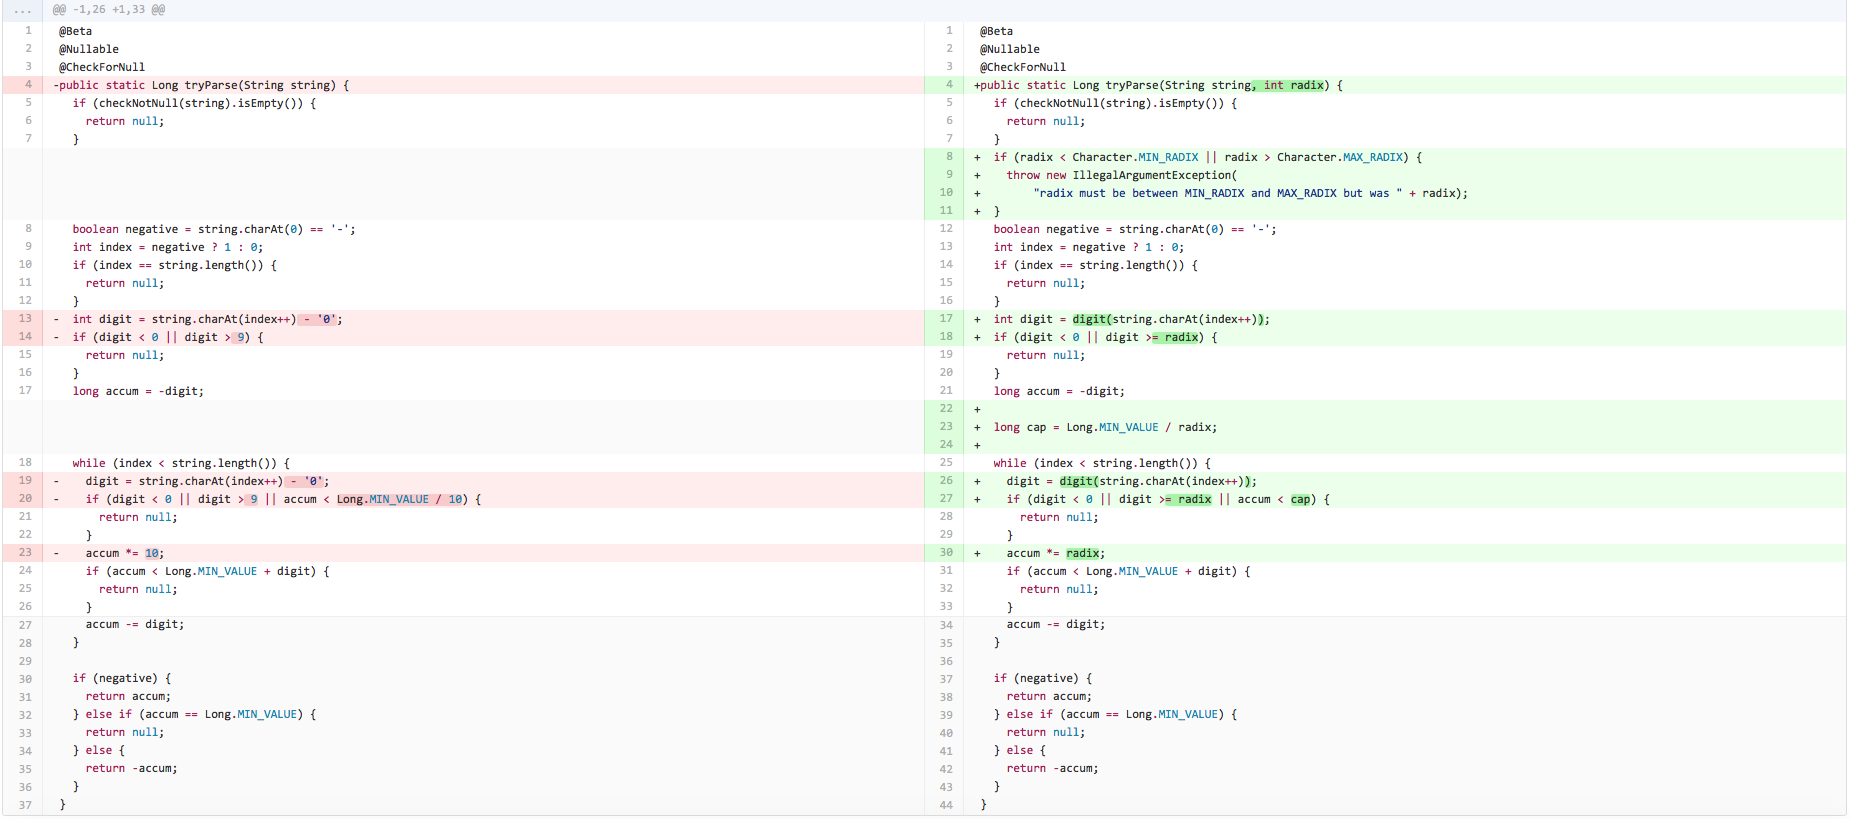 ... @@ -1,26 +1,33 @@
1 @Beta
2 @Nullable
3 @CheckForNull
4 -public static Long tryParse(String string) {
5 if (checkNotNull(string).isEmpty()) {
6 return null;
7 }
8 boolean negative = string.charAt(0) == '-';
9 int index = negative ? 1 : 0;
10 if (index == string.length()) {
11 return null;
12 }
13 - int digit = string.charAt(index++) - '0';
14 - if (digit < 0 || digit > 9) {
15 return null;
16 }
17 long accum = -digit;
18 while (index < string.length()) {
19 - digit = string.charAt(index++) - '0';
20 - if (digit < 0 || digit > 9 || accum < Long.MIN_VALUE / 10) {
21 return null;
22 }
23 - accum *= 10;
24 if (accum < Long.MIN_VALUE + digit) {
25 return null;
26 }
27 accum -= digit;
28 }
29
30 if (negative) {
31 return accum;
32 } else if (accum == Long.MIN_VALUE) {
33 return null;
34 } else {
35 return -accum;
36 }
37 }
1 @Beta
2 @Nullable
3 @CheckForNull
4 +public static Long tryParse(String string, int radix) {
5 if (checkNotNull(string).isEmpty()) {
6 return null;
7 }
8 + if (radix < Character.MIN_RADIX || radix > Character.MAX_RADIX) {
9 + throw new IllegalArgumentException(
10 + "radix must be between MIN_RADIX and MAX_RADIX but was " + radix);
11 + }
12 boolean negative = string.charAt(0) == '-';
13 int index = negative ? 1 : 0;
14 if (index == string.length()) {
15 return null;
16 }
17 + int digit = digit(string.charAt(index++));
18 + if (digit < 0 || digit >= radix) {
19 return null;
20 }
21 long accum = -digit;
22 +
23 + long cap = Long.MIN_VALUE / radix;
24 +
25 while (index < string.length()) {
26 + digit = digit(string.charAt(index++));
27 + if (digit < 0 || digit >= radix || accum < cap) {
28 return null;
29 }
30 + accum *= radix;
31 if (accum < Long.MIN_VALUE + digit) {
32 return null;
33 }
34 accum -= digit;
35 }
36
37 if (negative) {
38 return accum;
39 } else if (accum == Long.MIN_VALUE) {
40 return null;
41 } else {
42 return -accum;
43 }
44 }